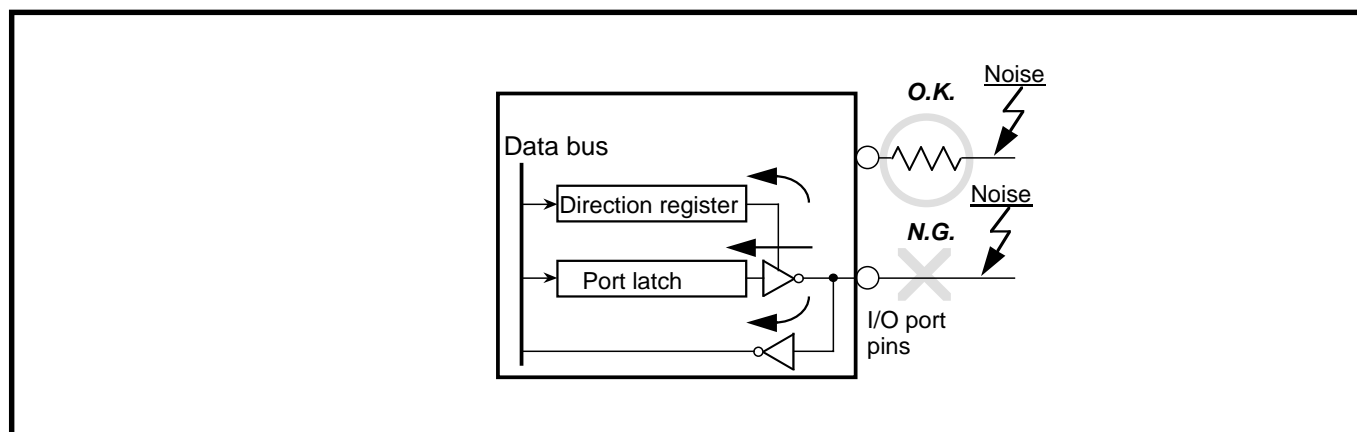 Noise
O.K.
Data bus
Direction register
Noise
N.G.
Port latch
I/O port
pins